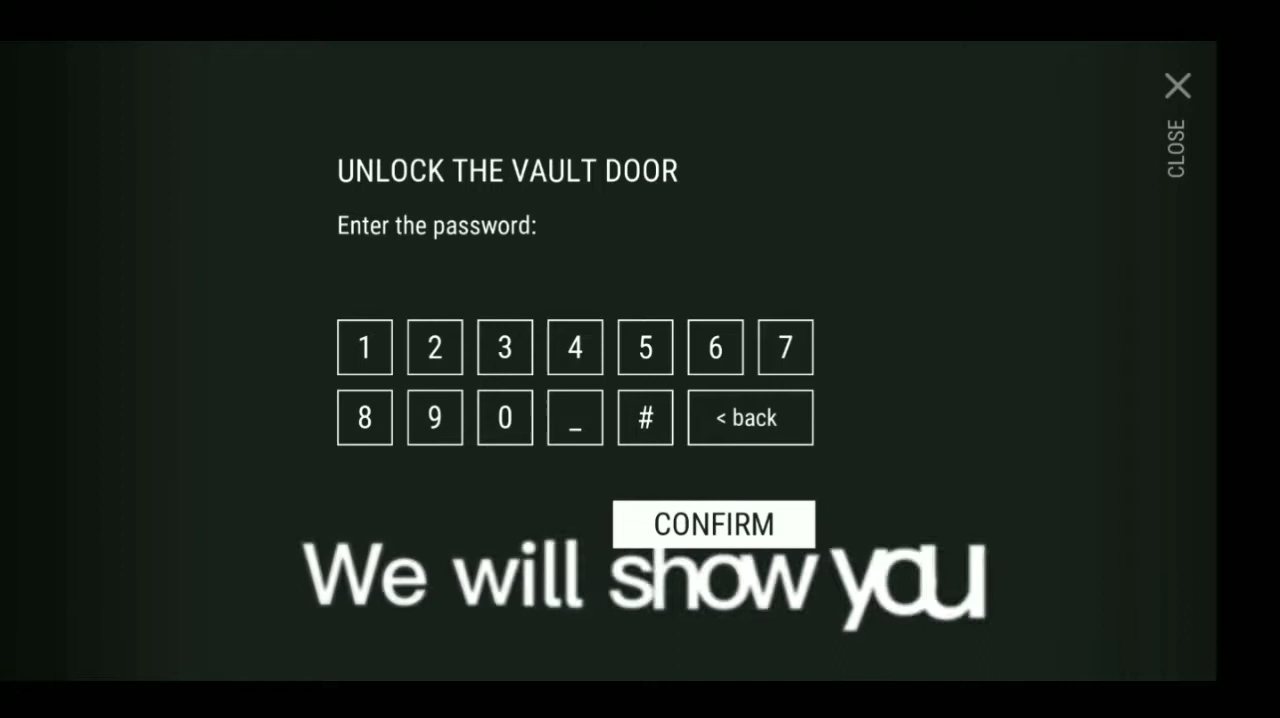 CLOSE
UNLOCK THE VAULT DOOR
Enter the password:
1 2 3 4 5 6 7
8 9 0 _ # < back
CONFIRM
We will show you